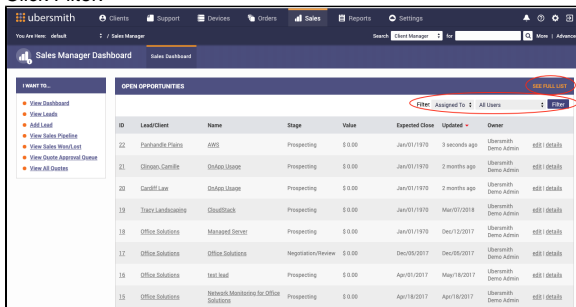 ubersmith Clients Support Devices Orders Sales Reports Settings
You Are Here: default / Sales Manager Search Client Manager for More | Advance
Sales Manager Dashboard Sales Dashboard
I WANT TO... OPEN OPPORTUNITIES SEE FULL LIST
View Dashboard
View Leads
Add Lead
View Sales Pipeline
View Sales Won/Lost
View Quote Approval Queue
View All Quotes
Filter Assigned To All Users Filter
ID Lead/Client Name Stage Value Expected Close Updated Owner
22 Panhandle Plains AWS Prospecting $ 0.00 Jan/01/1970 3 seconds ago Ubersmith Demo Admin edit | details
21 Clingan, Camille OnApp Usage Prospecting $ 0.00 Jan/01/1970 2 months ago Ubersmith Demo Admin edit | details
20 Cardiff Law OnApp Usage Prospecting $ 0.00 Jan/01/1970 2 months ago Ubersmith Demo Admin edit | details
19 Tracy Landscaping CloudStack Prospecting $ 0.00 Jan/01/1970 Mar/07/2018 Ubersmith Demo Admin edit | details
18 Office Solutions Managed Server Prospecting $ 0.00 Jan/01/1970 Dec/12/2017 Ubersmith Demo Admin edit | details
17 Office Solutions Office Solutions Negotiation/Review $ 0.00 Dec/05/2017 Dec/05/2017 Ubersmith Demo Admin edit | details
16 Office Solutions test lead Prospecting $ 0.00 Apr/01/2017 May/18/2017 Ubersmith Demo Admin edit | details
15 Office Solutions Network Monitoring for Office Solutions Prospecting $ 0.00 Apr/18/2017 Apr/18/2017 Ubersmith Demo Admin edit | details